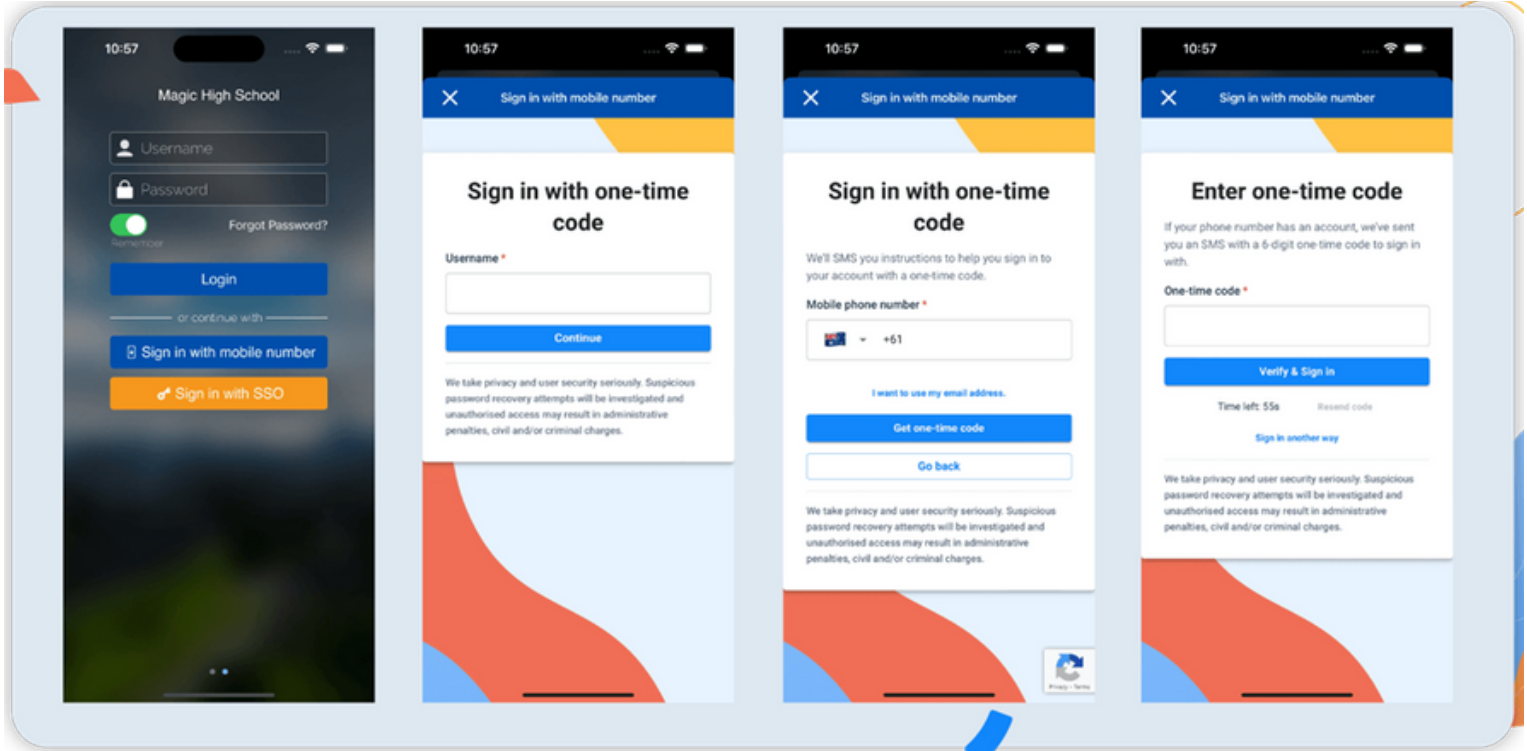 10:57
Magic High School
Username
Password
Remember
Forgot Password?
Login
or continue with
Sign in with mobile number
Sign in with SSO
10:57
Sign in with mobile number
Sign in with one-time
code
Username *
Continue
We take privacy and user security seriously. Suspicious
password recovery attempts will be investigated and
unauthorised access may result in administrative
penalties, civil and/or criminal charges.
10:57
Sign in with mobile number
Sign in with one-time
code
We'll SMS you instructions to help you sign in to
your account with a one-time code.
Mobile phone number *
+61
I want to use my email address.
Get one-time code
Go back
We take privacy and user security seriously. Suspicious
password recovery attempts will be investigated and
unauthorised access may result in administrative
penalties, civil and/or criminal charges.
Privacy - Terms
10:57
Sign in with mobile number
Enter one-time code
If your phone number has an account, we've sent
you an SMS with a 6-digit one-time code to sign in
with.
One-time code *
Verify & Sign in
Time left: 55s Resend code
Sign in another way
We take privacy and user security seriously. Suspicious
password recovery attempts will be investigated and
unauthorised access may result in administrative
penalties, civil and/or criminal charges.